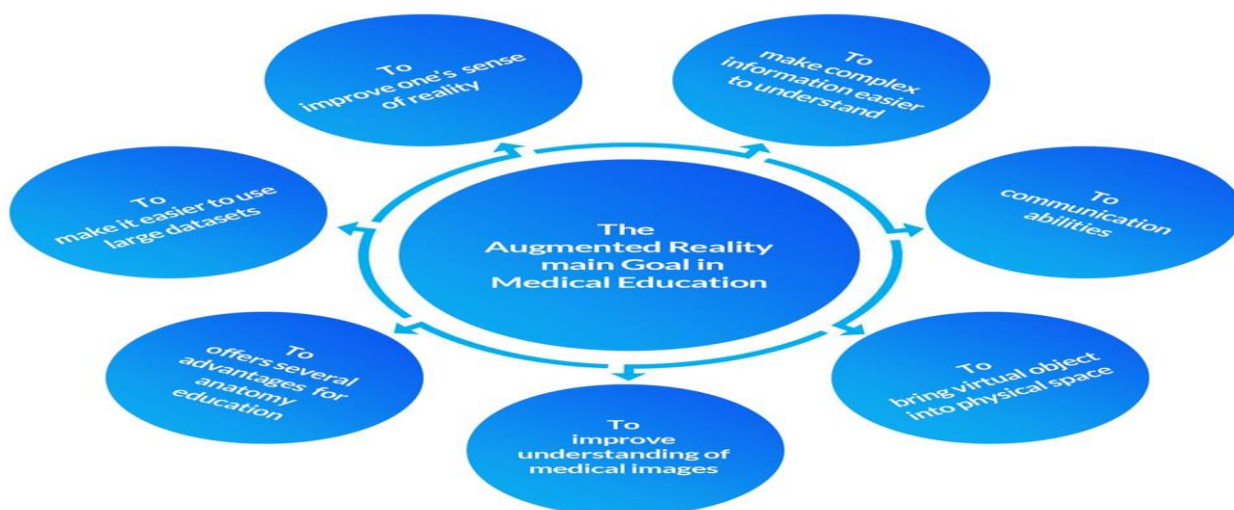 The
Augmented Reality
main Goal in
Medical Education
To
improve one's sense
of reality
To
make complex
information easier
to understand
To
communication
abilities
To
bring virtual object
into physical space
To
improve
understanding of
medical images
To
offers several
advantages for
anatomy
education
To
make it easier to use
large datasets